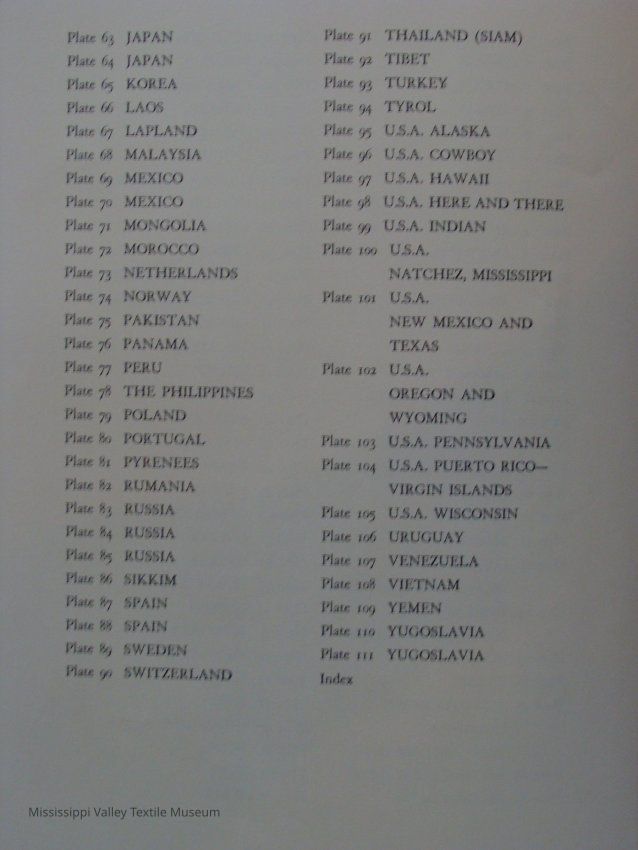 Plate 63 JAPAN
Plate 64 JAPAN
Plate 65 KOREA
Plate 66 LAOS
Plate 67 LAPLAND
Plate 68 MALAYSIA
Plate 69 MEXICO
Plate 70 MEXICO
Plate 71 MONGOLIA
Plate 72 MOROCCO
Plate 73 NETHERLANDS
Plate 74 NORWAY
Plate 75 PAKISTAN
Plate 76 PANAMA
Plate 77 PERU
Plate 78 THE PHILIPPINES
Plate 79 POLAND
Plate 80 PORTUGAL
Plate 81 PYRENEES
Plate 82 RUMANIA
Plate 83 RUSSIA
Plate 84 RUSSIA
Plate 85 RUSSIA
Plate 86 SIKKIM
Plate 87 SPAIN
Plate 88 SPAIN
Plate 89 SWEDEN
Plate 90 SWITZERLAND
Plate 91 THAILAND (SIAM)
Plate 92 TIBET
Plate 93 TURKEY
Plate 94 TYROL
Plate 95 U.S.A. ALASKA
Plate 96 U.S.A. COWBOY
Plate 97 U.S.A. HAWAII
Plate 98 U.S.A. HERE AND THERE
Plate 99 U.S.A. INDIAN
Plate 100 U.S.A.
NATCHEZ, MISSISSIPPI
Plate 101 U.S.A.
NEW MEXICO AND
TEXAS
Plate 102 U.S.A.
OREGON AND
WYOMING
Plate 103 U.S.A. PENNSYLVANIA
Plate 104 U.S.A. PUERTO RICO—
VIRGIN ISLANDS
Plate 105 U.S.A. WISCONSIN
Plate 106 URUGUAY
Plate 107 VENEZUELA
Plate 108 VIETNAM
Plate 109 YEMEN
Plate 110 YUGOSLAVIA
Plate 111 YUGOSLAVIA
Index
Mississippi Valley Textile Museum